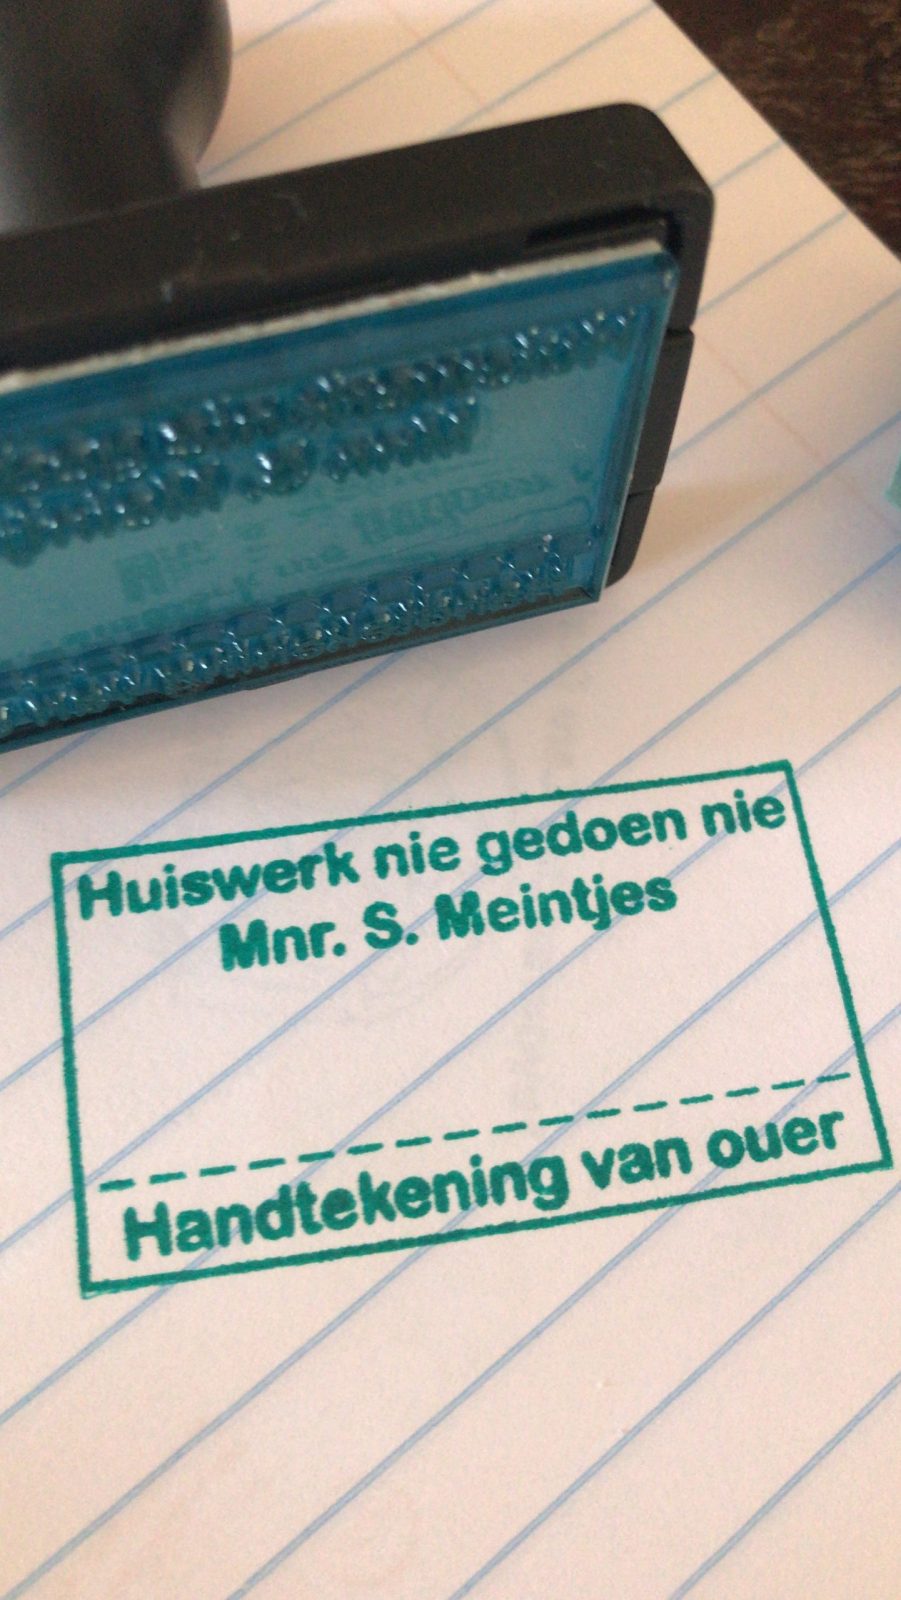 Huiswerk nie gedoen nie
Mnr. S. Meintjes
Handtekening van ouer